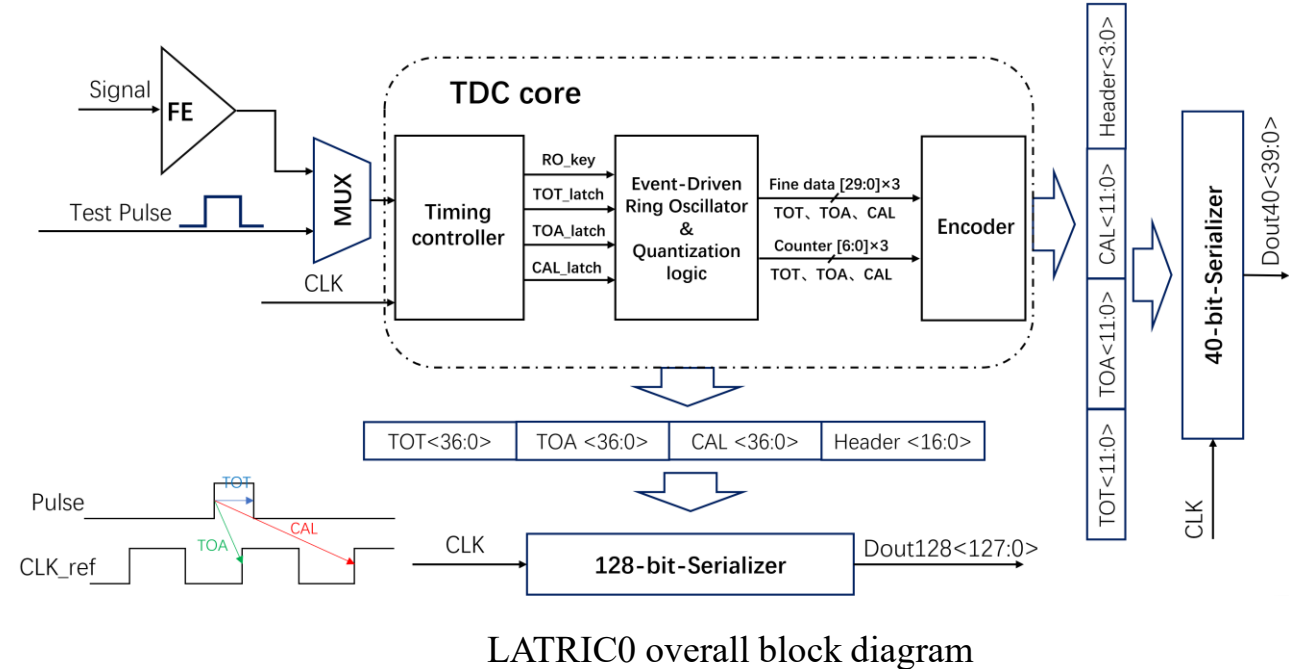 Signal
FE
Test Pulse
MUX
CLK
TDC core
Timing
controller
RO_key
TOT_latch
TOA_latch
CAL_latch
Event-Driven
Ring Oscillator
&
Quantization
logic
Fine data [29:0]×3
TOT、TOA、CAL
Counter [6:0]×3
TOT、TOA、CAL
Encoder
Header<3:0>
CAL<11:0>
TOA<11:0>
TOT<11:0>
40-bit-Serializer
Dout40<39:0>
CLK
TOT<36:0>
TOA <36:0>
CAL <36:0>
Header <16:0>
Pulse
TOT
TOA
CAL
CLK_ref
CLK
128-bit-Serializer
Dout128<127:0>
LATRIC0 overall block diagram